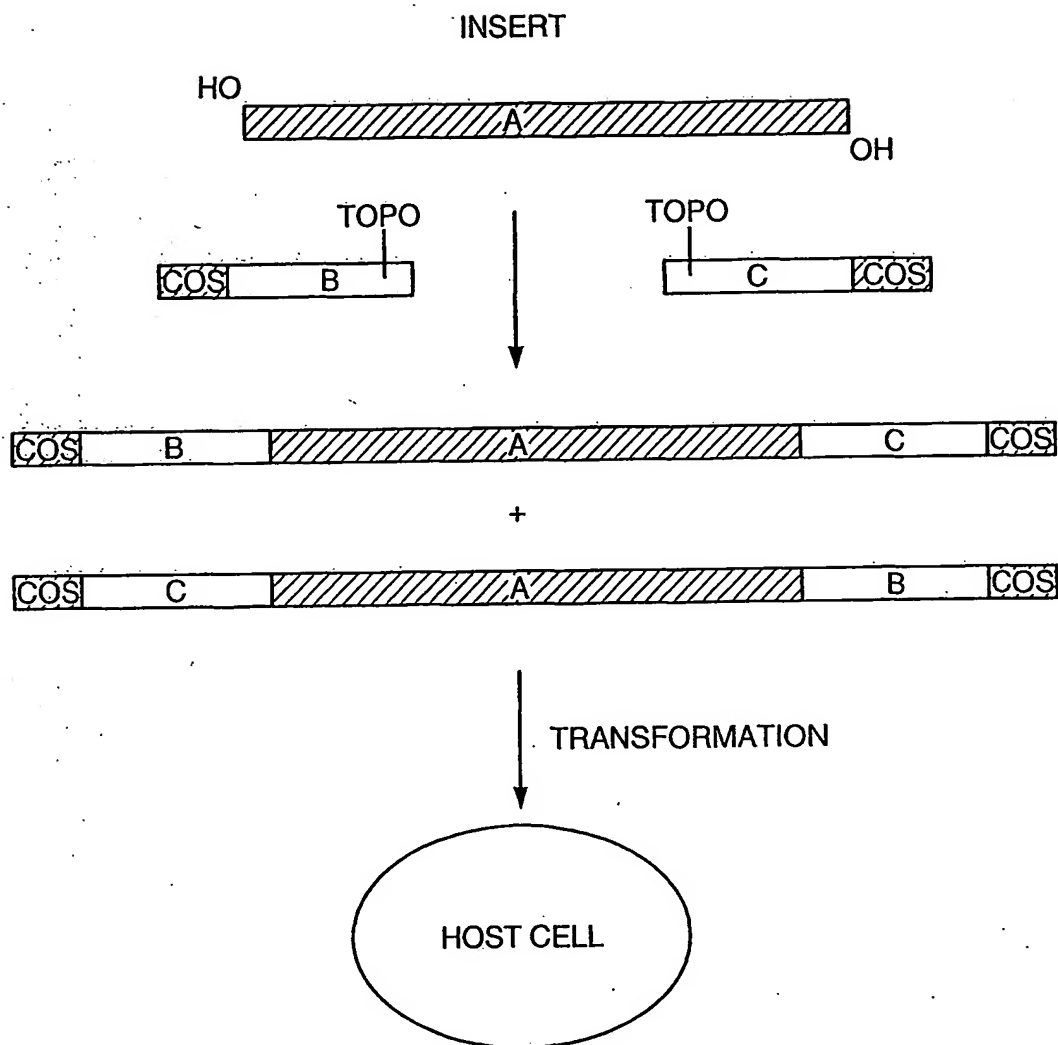 INSERT
HO
A
OH
TOPO
TOPO
COS B
C COS
COS B A C COS
+
COS C A B COS
TRANSFORMATION
HOST CELL